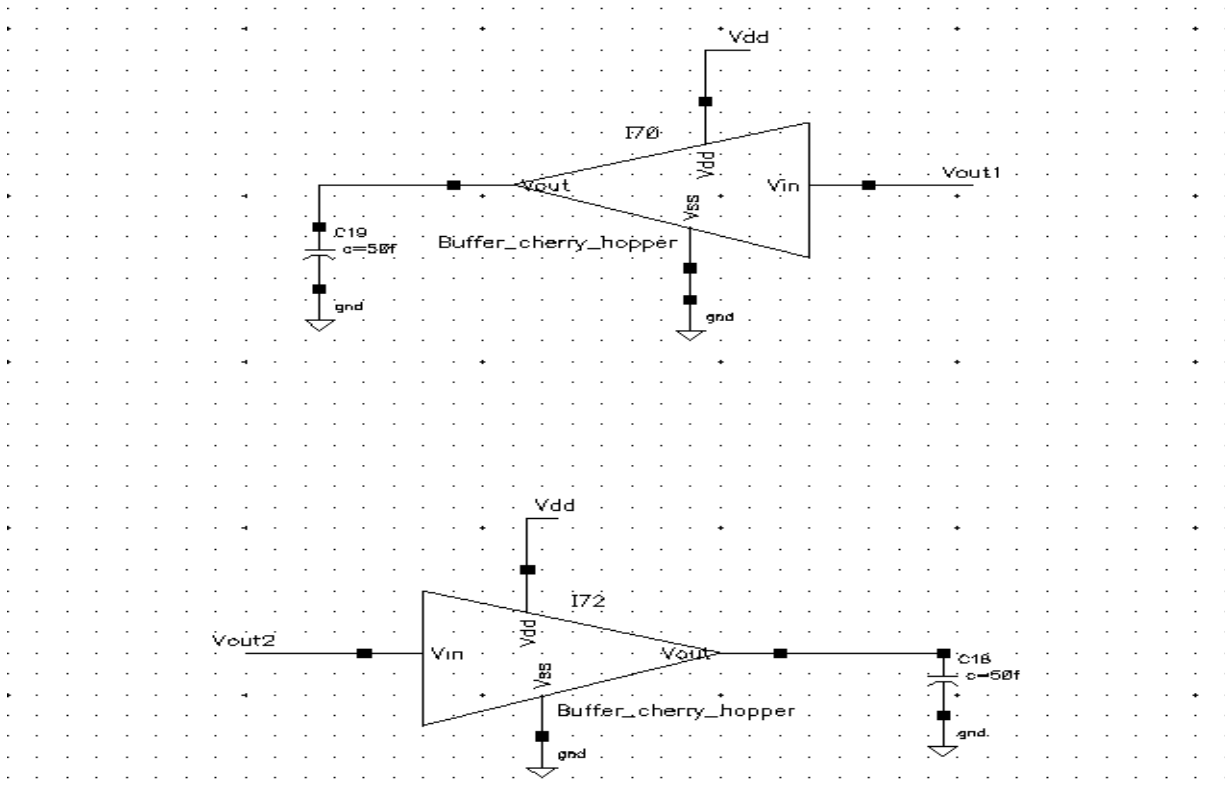 Vdd
I70
Vdd
Vout
Vin
Vout1
Vss
C19
c=50f
Buffer_cherry_hopper
gnd
gnd
Vdd
I72
Vdd
Vout2
Vin
Vout
Vss
C18
c=50f
Buffer_cherry_hopper
gnd
gnd